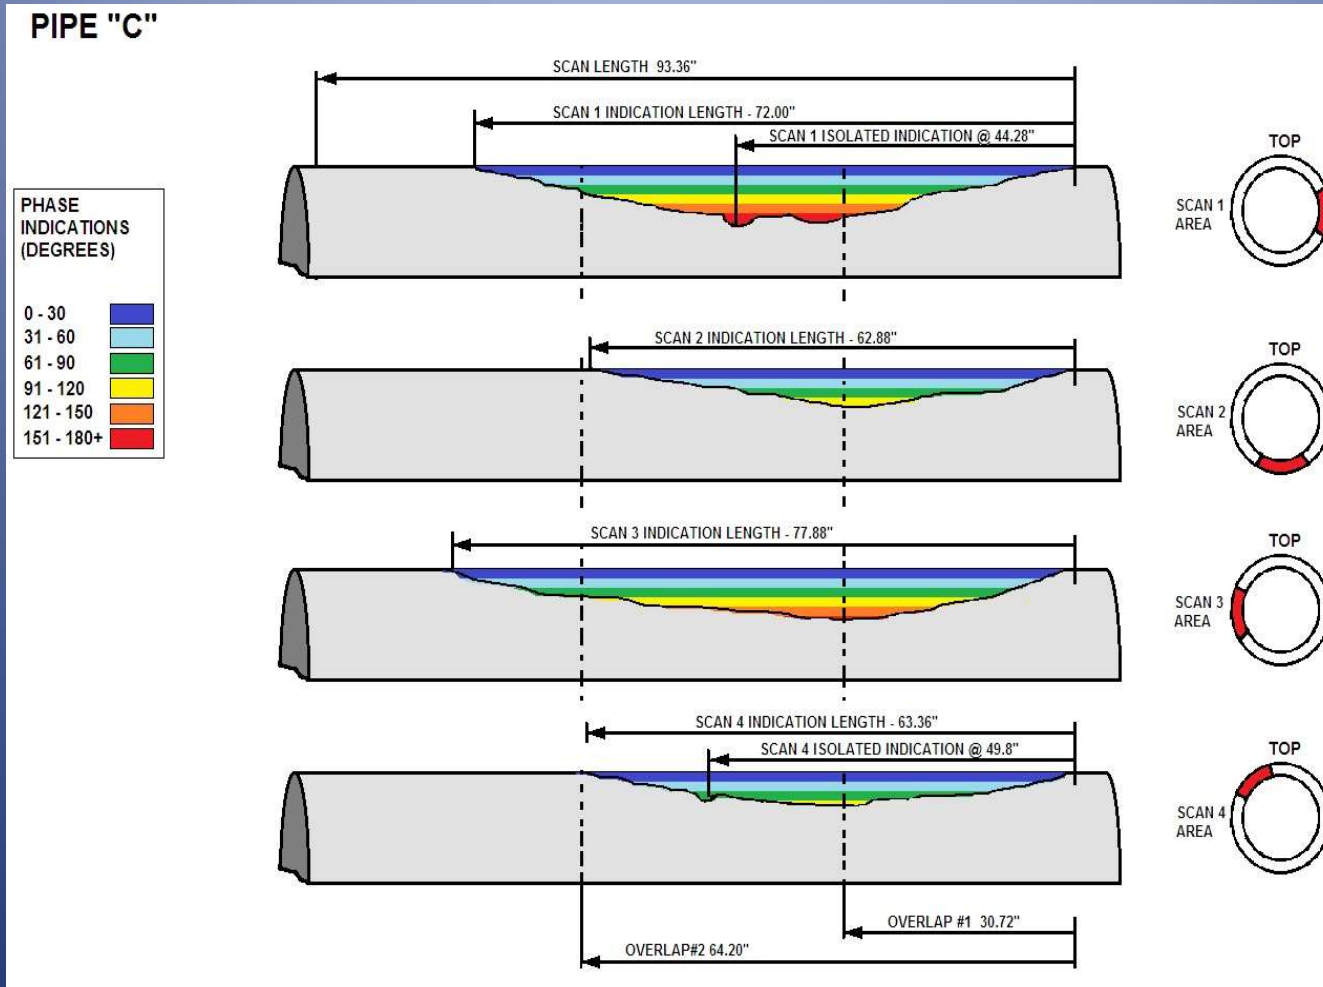 PIPE "C"
SCAN LENGTH 93.36"
SCAN 1 INDICATION LENGTH - 72.00"
SCAN 1 ISOLATED INDICATION @ 44.28"
TOP
SCAN 1
AREA
PHASE
INDICATIONS
(DEGREES)
0 - 30
31 - 60
61 - 90
91 - 120
121 - 150
151 - 180+
SCAN 2 INDICATION LENGTH - 62.88"
TOP
SCAN 2
AREA
SCAN 3 INDICATION LENGTH - 77.88"
TOP
SCAN 3
AREA
SCAN 4 INDICATION LENGTH - 63.36"
SCAN 4 ISOLATED INDICATION @ 49.8"
TOP
SCAN 4
AREA
OVERLAP #1 30.72"
OVERLAP#2 64.20"